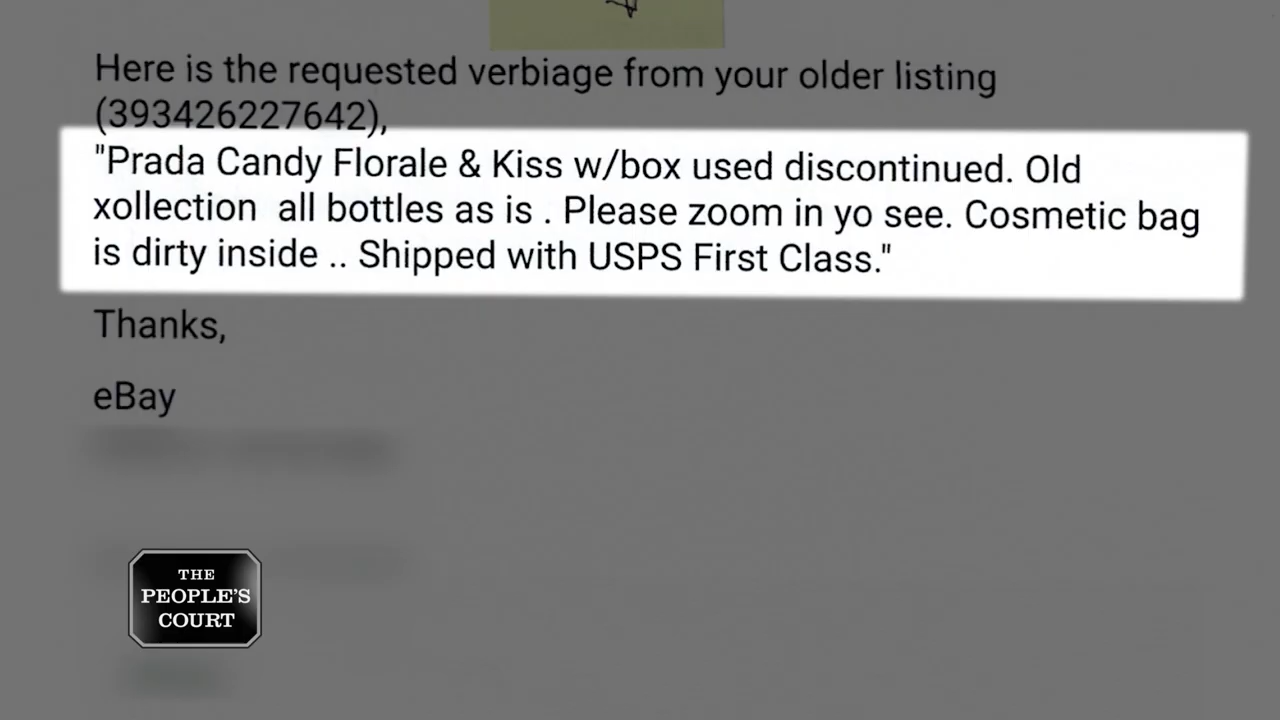 Here is the requested verbiage from your older listing
(393426227642),
"Prada Candy Florale & Kiss w/box used discontinued. Old
xollection  all bottles as is . Please zoom in yo see. Cosmetic bag
is dirty inside .. Shipped with USPS First Class."
Thanks,
eBay
THE
PEOPLE'S
COURT